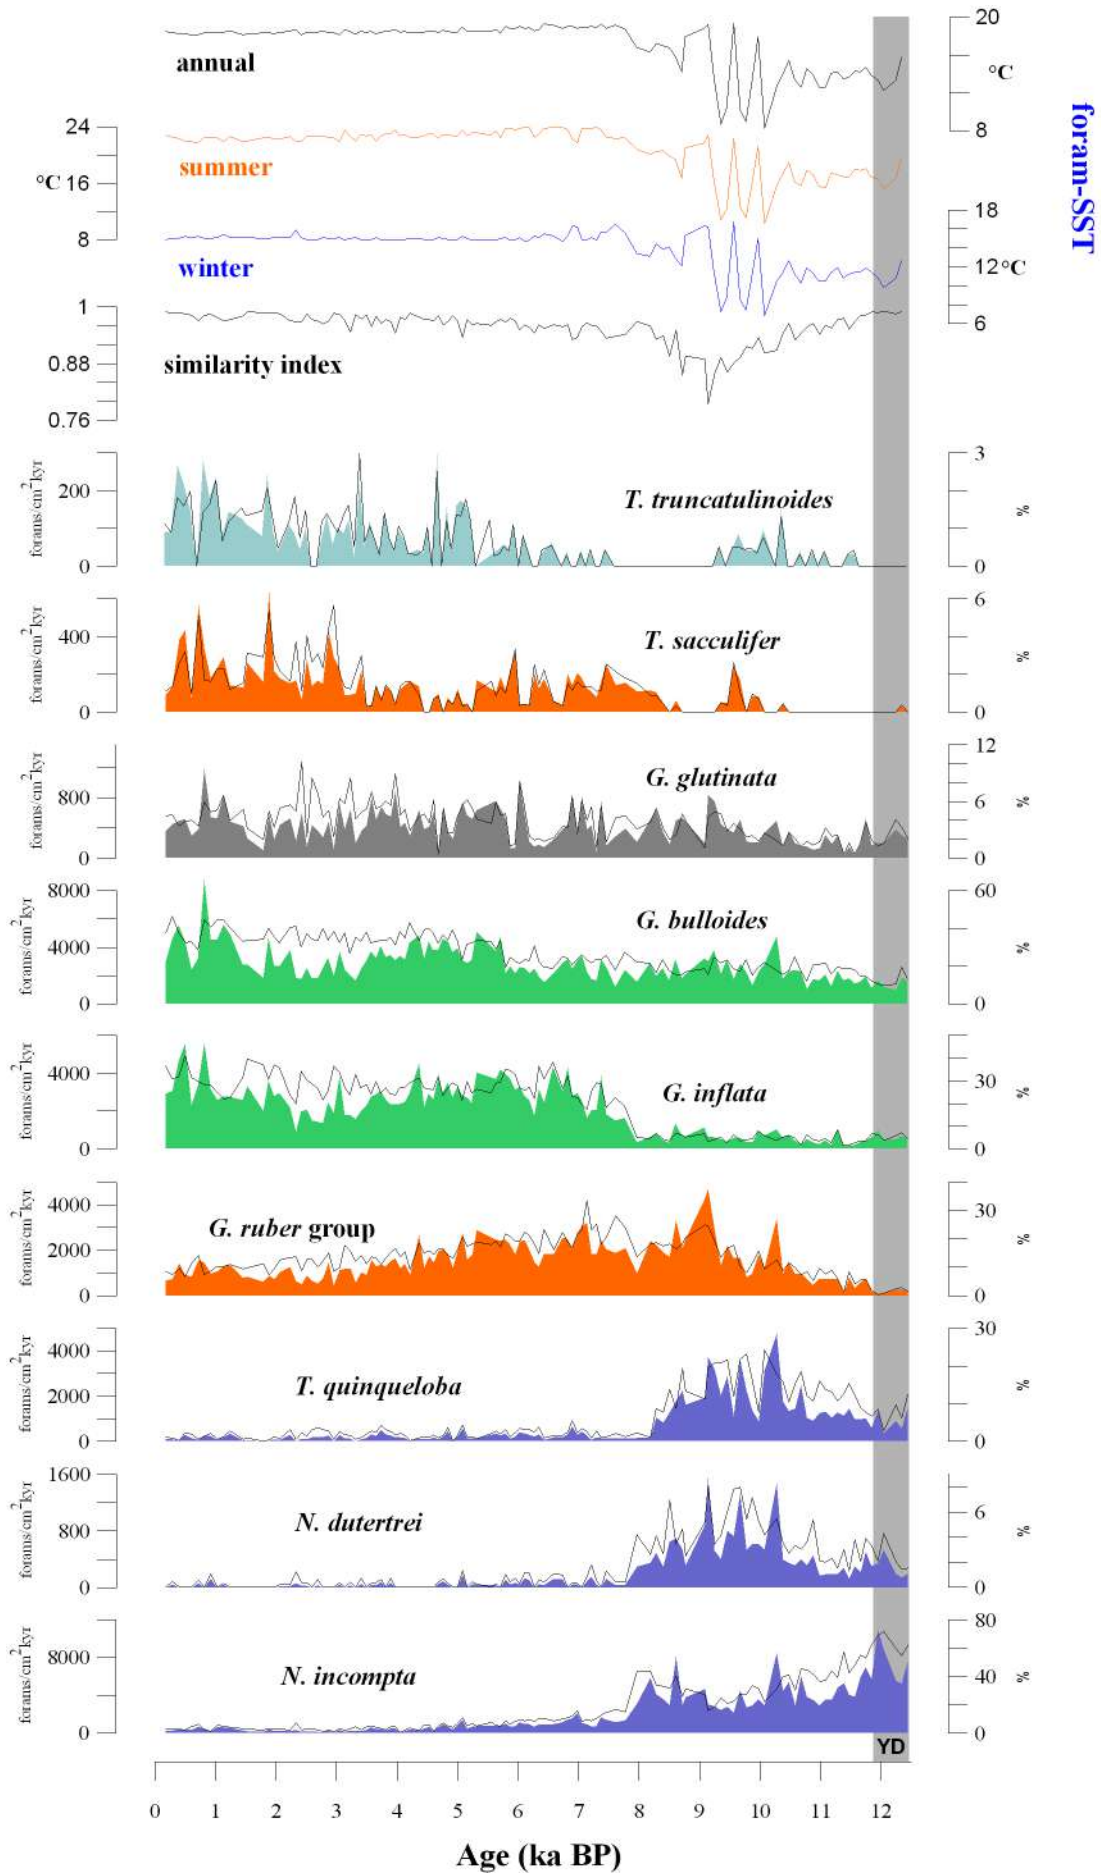 20
annual
°C
8
foram-SST
24
summer
°C 16
8
18
winter
12°C
6
1
similarity index
0.88
0.76
forams/cm²kyr
200
0
T. truncatulinoides
3
%
0
forams/cm²kyr
400
0
T. sacculifer
6
%
0
forams/cm²kyr
800
0
G. glutinata
12
6
%
0
forams/cm²kyr
8000
4000
0
G. bulloides
60
%
0
forams/cm²kyr
4000
0
G. inflata
30
%
0
forams/cm²kyr
4000
2000
0
G. ruber group
30
%
0
forams/cm²kyr
4000
2000
0
T. quinqueloba
30
%
0
forams/cm²kyr
1600
800
0
N. dutertrei
6
%
0
forams/cm²kyr
8000
0
N. incompta
80
40
%
0
YD
0 1 2 3 4 5 6 7 8 9 10 11 12
Age (ka BP)